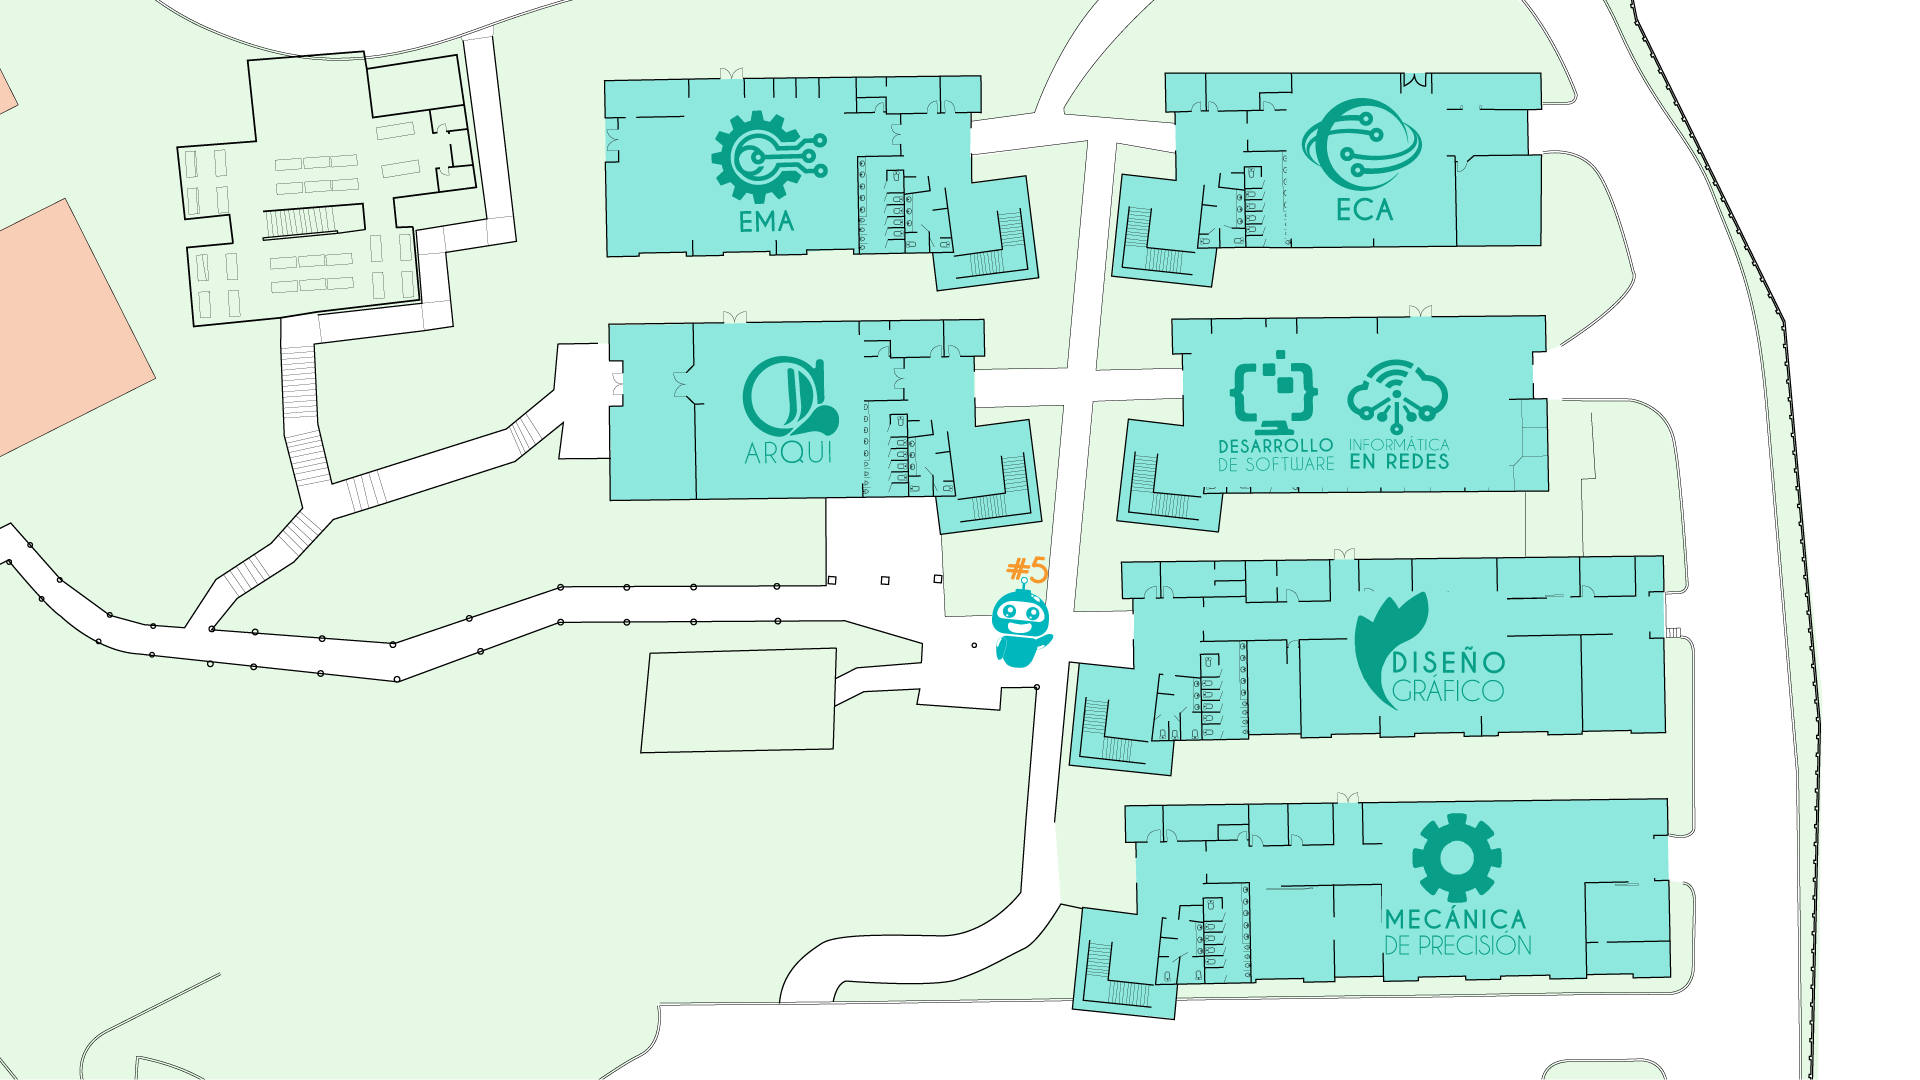 EMA
ECA
ARQUI
DESARROLLO
DE SOFTWARE
INFORMÁTICA
EN REDES
#5
DISEÑO
GRÁFICO
MECÁNICA
DE PRECISIÓN